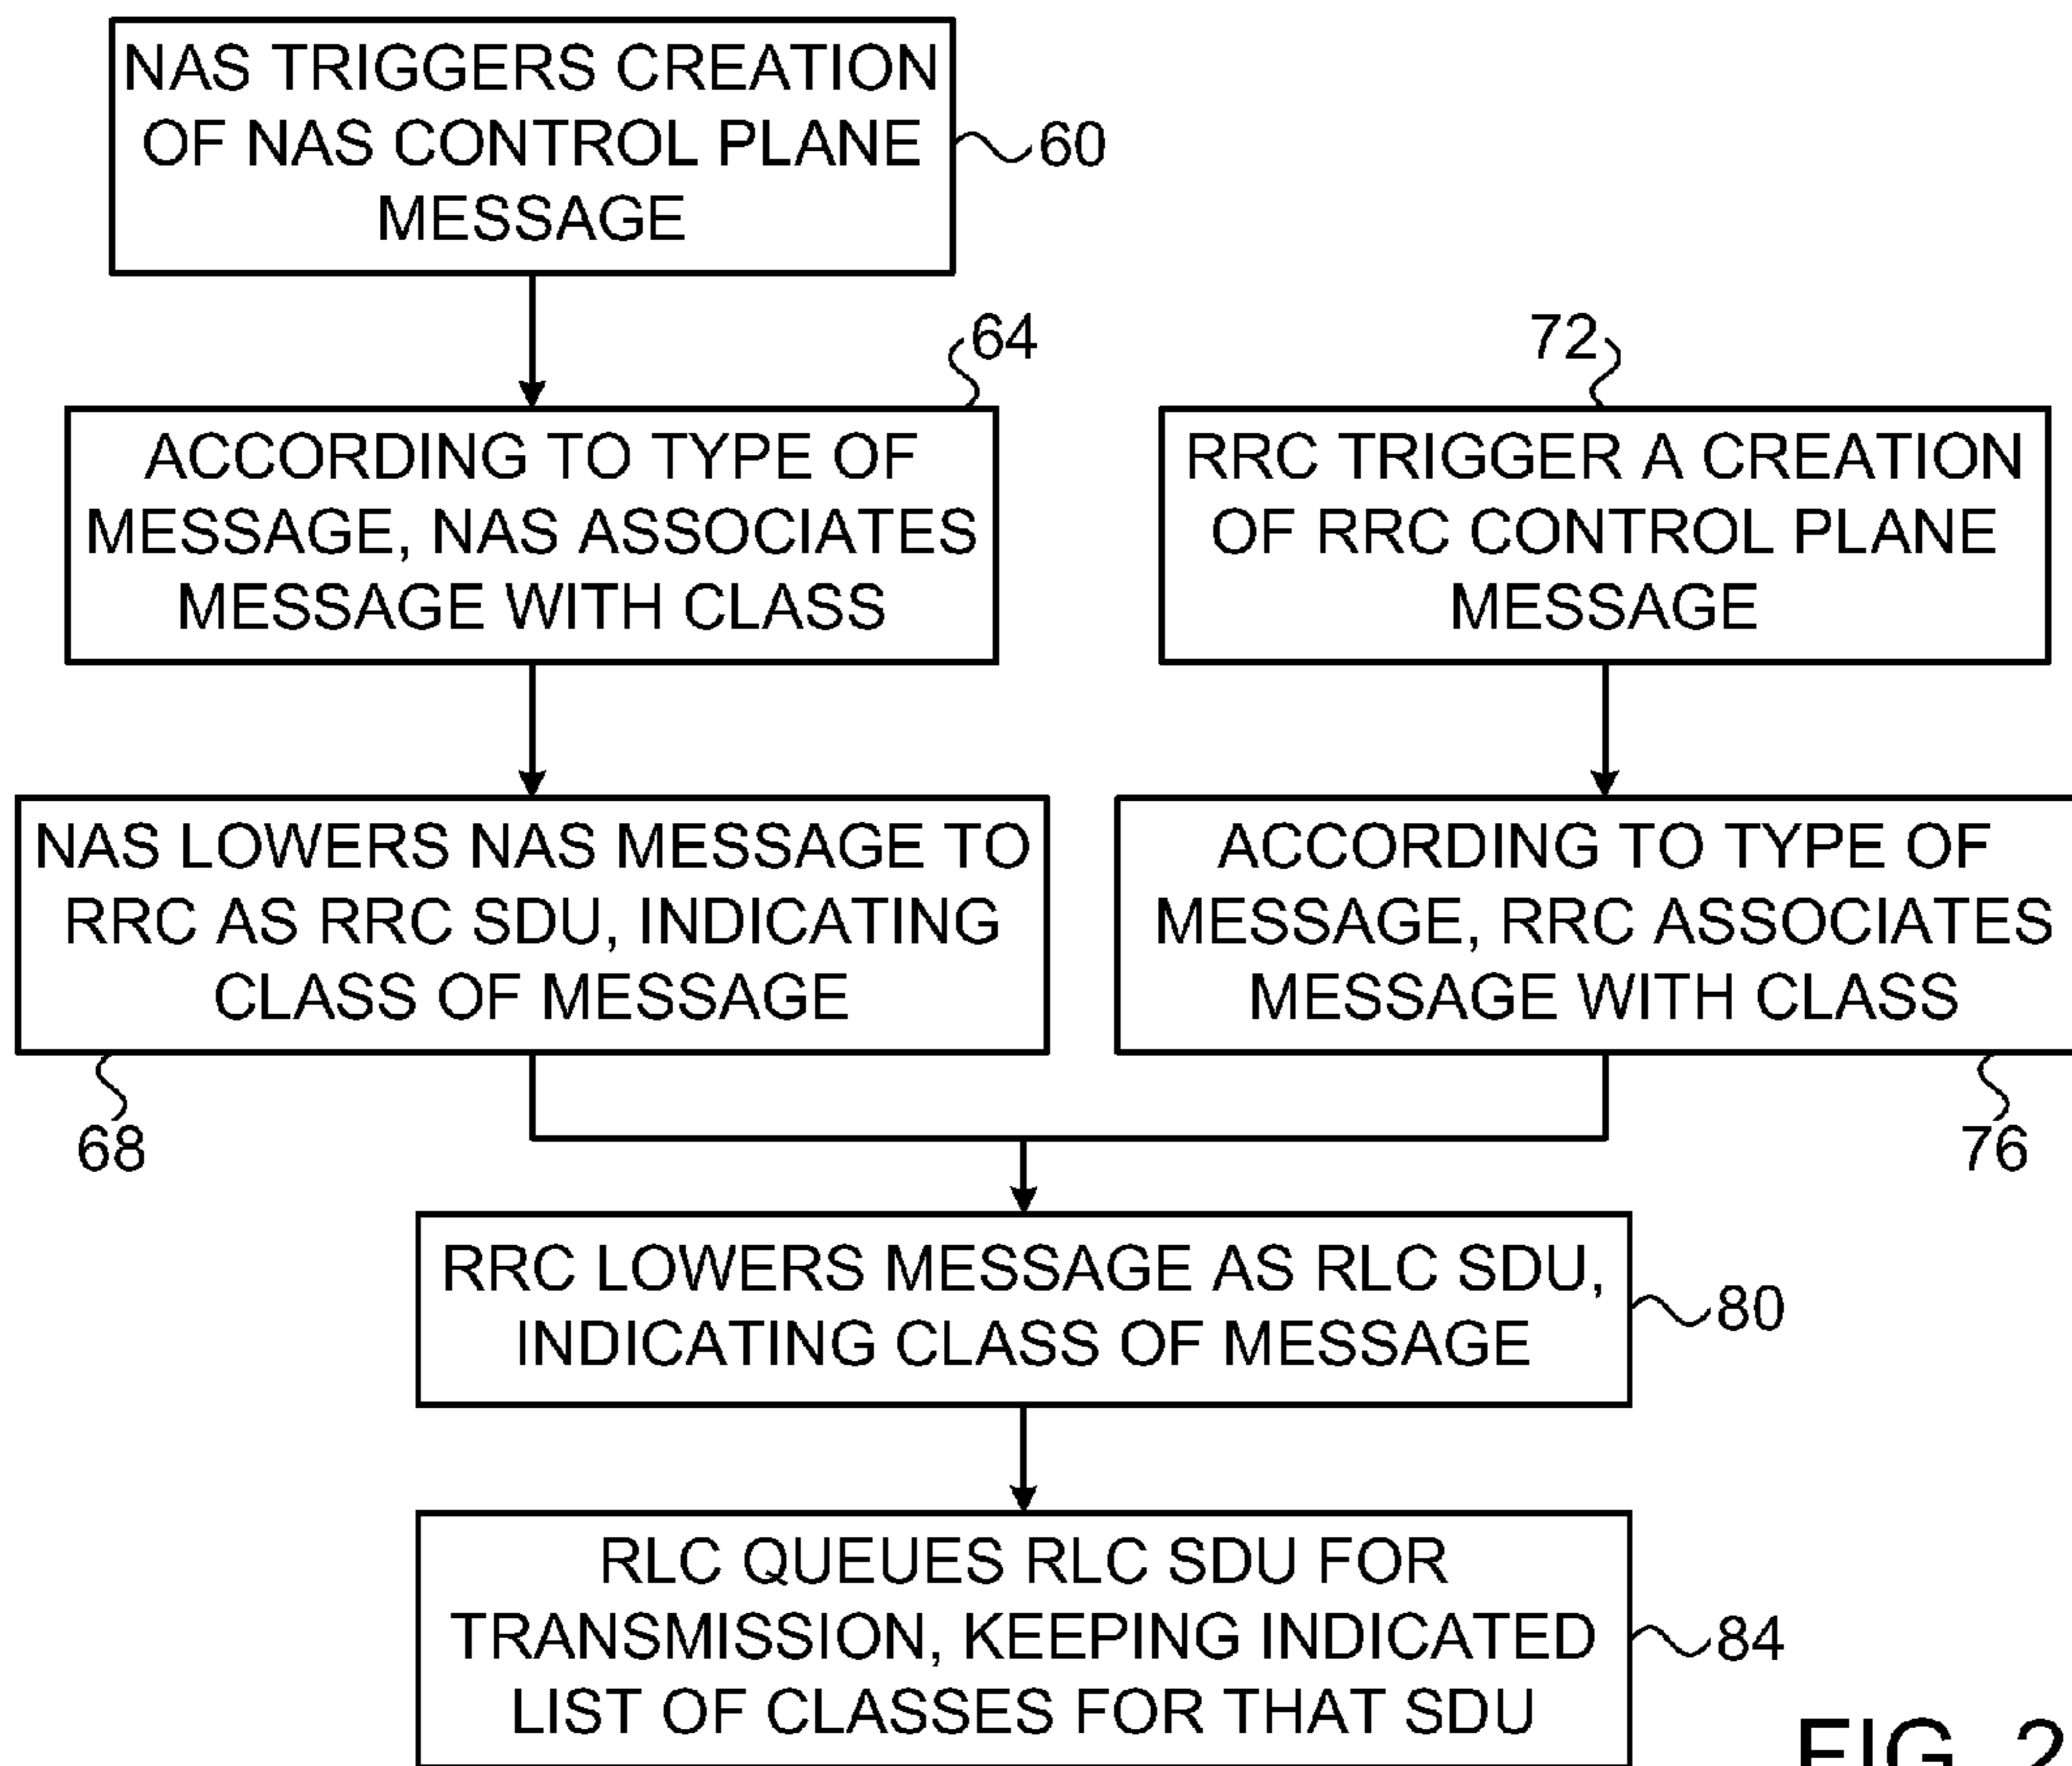 NAS TRIGGERS CREATION
OF NAS CONTROL PLANE
MESSAGE
60
64
ACCORDING TO TYPE OF
MESSAGE, NAS ASSOCIATES
MESSAGE WITH CLASS
72
RRC TRIGGER A CREATION
OF RRC CONTROL PLANE
MESSAGE
NAS LOWERS NAS MESSAGE TO
RRC AS RRC SDU, INDICATING
CLASS OF MESSAGE
68
ACCORDING TO TYPE OF
MESSAGE, RRC ASSOCIATES
MESSAGE WITH CLASS
76
RRC LOWERS MESSAGE AS RLC SDU,
INDICATING CLASS OF MESSAGE
80
RLC QUEUES RLC SDU FOR
TRANSMISSION, KEEPING INDICATED
LIST OF CLASSES FOR THAT SDU
84
FIG. 2